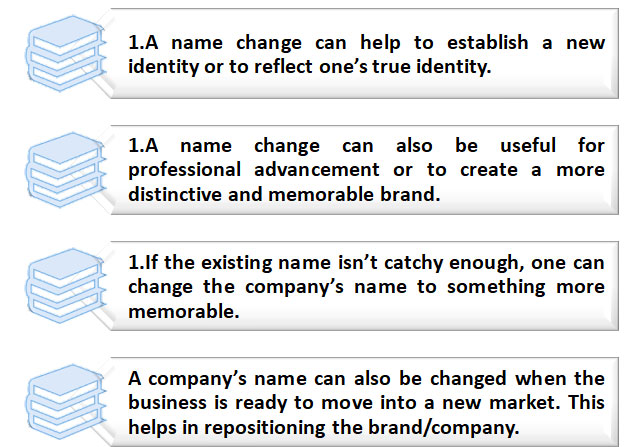 1.A name change can help to establish a new
identity or to reflect one’s true identity.
1.A name change can also be useful for
professional advancement or to create a more
distinctive and memorable brand.
1.If the existing name isn’t catchy enough, one can
change the company’s name to something more
memorable.
A company’s name can also be changed when the
business is ready to move into a new market. This
helps in repositioning the brand/company.